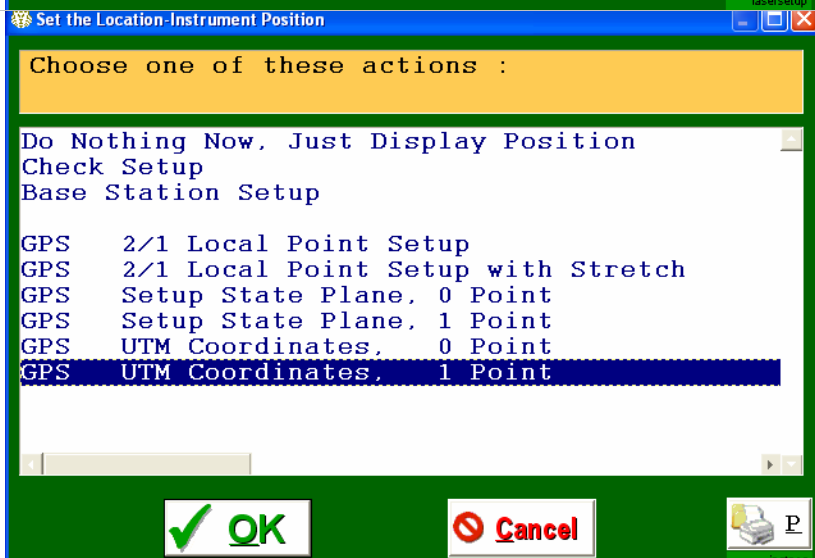 lasersetup
Set the Location-Instrument Position
Choose one of these actions :
Do Nothing Now, Just Display Position
Check Setup
Base Station Setup
GPS 2/1 Local Point Setup
GPS 2/1 Local Point Setup with Stretch
GPS Setup State Plane, 0 Point
GPS Setup State Plane, 1 Point
GPS UTM Coordinates, 0 Point
GPS UTM Coordinates, 1 Point
OK Cancel P